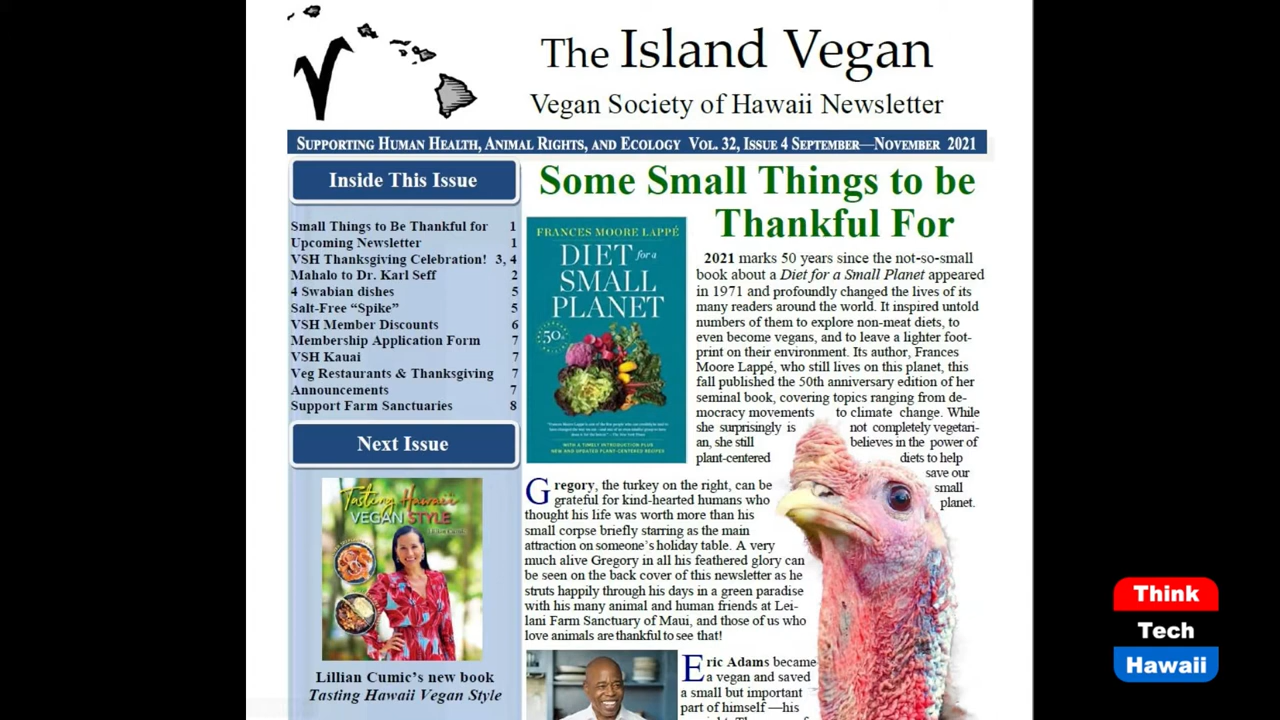 The Island Vegan
Vegan Society of Hawaii Newsletter
Supporting Human Health, Animal Rights, and Ecology Vol. 32, Issue 4 September—November 2021
Inside This Issue
Small Things to Be Thankful for 1
Upcoming Newsletter 1
VSH Thanksgiving Celebration! 3, 4
Mahalo to Dr. Karl Seff 2
4 Swabian dishes 5
Salt-Free “Spike” 5
VSH Member Discounts 6
Membership Application Form 7
VSH Kauai 7
Veg Restaurants & Thanksgiving 7
Announcements 7
Support Farm Sanctuaries 8
Next Issue
Tasting Hawaii
VEGAN STYLE
Lillian Cumic’s new book
Tasting Hawaii Vegan Style
Some Small Things to be
Thankful For
FRANCES MOORE LAPPÉ
DIET for a
SMALL
PLANET
50
WITH A TIMELY INTRODUCTION PLUS
NEW AND UPDATED PLANT-CENTERED RECIPES
2021 marks 50 years since the not-so-small
book about a Diet for a Small Planet appeared
in 1971 and profoundly changed the lives of its
many readers around the world. It inspired untold
numbers of them to explore non-meat diets, to
even become vegans, and to leave a lighter foot-
print on their environment. Its author, Frances
Moore Lappé, who still lives on this planet, this
fall published the 50th anniversary edition of her
seminal book, covering topics ranging from de-
mocracy movements to climate change. While
she surprisingly is not completely vegetari-
an, she still believes in the power of
plant-centered diets to help
save our
small
planet.
Gregory, the turkey on the right, can be
grateful for kind-hearted humans who
thought his life was worth more than his
small corpse briefly starring as the main
attraction on someone’s holiday table. A very
much alive Gregory in all his feathered glory can
be seen on the back cover of this newsletter as he
struts happily through his days in a green paradise
with his many animal and human friends at Lei-
lani Farm Sanctuary of Maui, and those of us who
love animals are thankful to see that!
Eric Adams became
a vegan and saved
a small but important
part of himself —his
Think
Tech
Hawaii